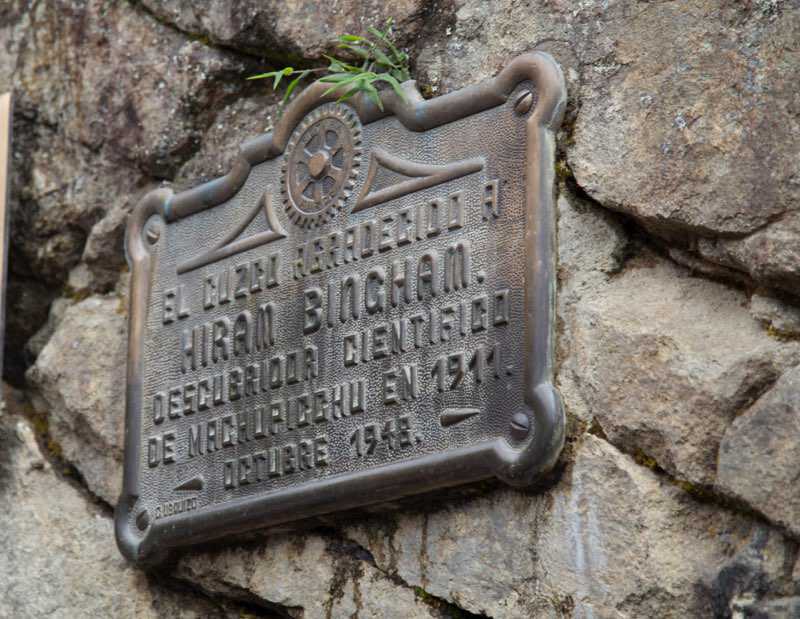 EL CUZCO AGRADECIDO A'
HIRAM BINGHAM.
DESCUBRIDOR CIENTIFICO
DE MACHUPICCHU EN 1911.
OCTUBRE 1948.